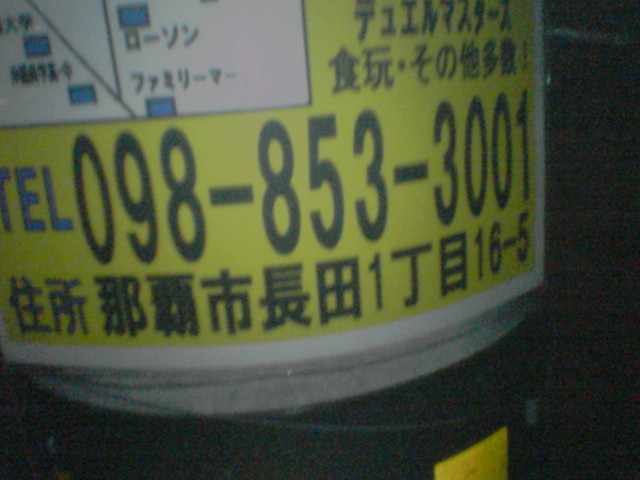 大学
ローソン
ファミリーマー
デュエルマスターズ
食玩・その他多数!
TEL 098-853-3001
住所 那覇市長田1丁目16-5